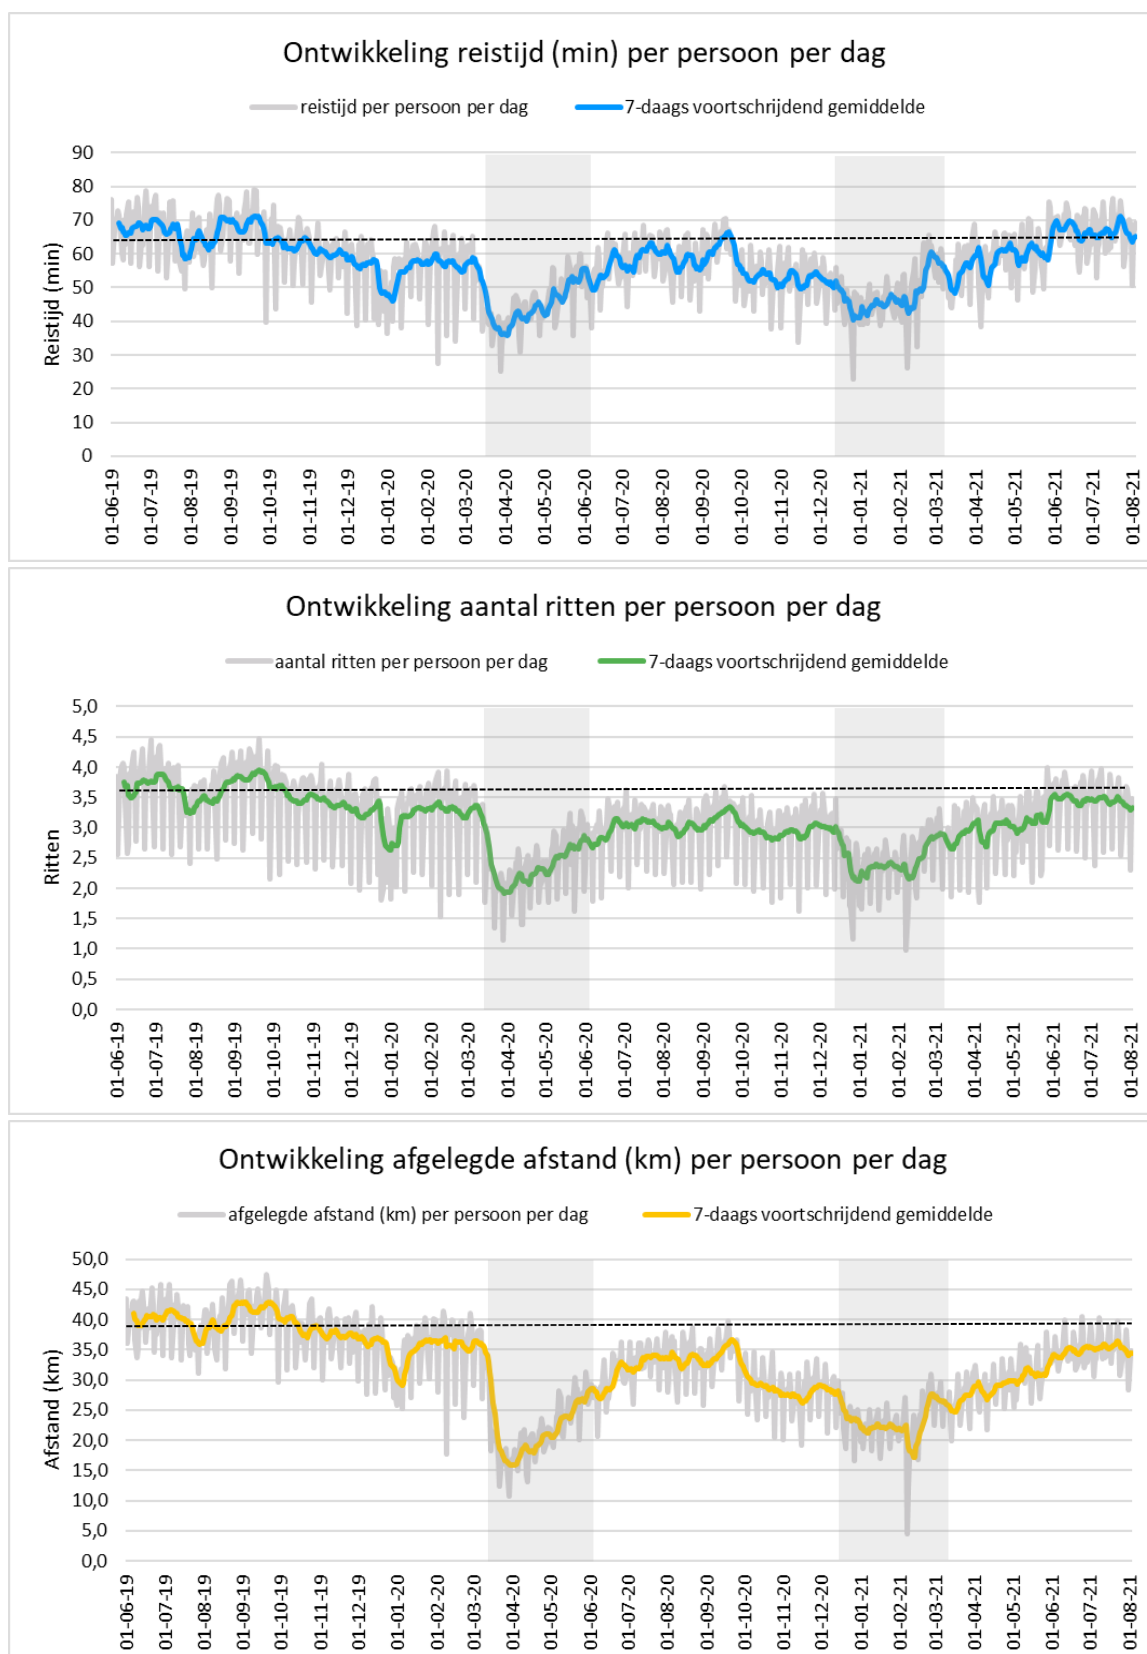 Ontwikkeling reistijd (min) per persoon per dag
reistijd per persoon per dag 7-daags voortschrijdend gemiddelde
90
80
70
60
50
40
30
20
10
0
Reistijd (min)
01-06-19 01-07-19 01-08-19 01-09-19 01-10-19 01-11-19 01-12-19 01-01-20 01-02-20 01-03-20 01-04-20 01-05-20 01-06-20 01-07-20 01-08-20 01-09-20 01-10-20 01-11-20 01-12-20 01-01-21 01-02-21 01-03-21 01-04-21 01-05-21 01-06-21 01-07-21 01-08-21
Ontwikkeling aantal ritten per persoon per dag
aantal ritten per persoon per dag 7-daags voortschrijdend gemiddelde
5,0
4,5
4,0
3,5
3,0
2,5
2,0
1,5
1,0
0,5
0,0
Ritten
01-06-19 01-07-19 01-08-19 01-09-19 01-10-19 01-11-19 01-12-19 01-01-20 01-02-20 01-03-20 01-04-20 01-05-20 01-06-20 01-07-20 01-08-20 01-09-20 01-10-20 01-11-20 01-12-20 01-01-21 01-02-21 01-03-21 01-04-21 01-05-21 01-06-21 01-07-21 01-08-21
Ontwikkeling afgelegde afstand (km) per persoon per dag
afgelegde afstand (km) per persoon per dag 7-daags voortschrijdend gemiddelde
50,0
45,0
40,0
35,0
30,0
25,0
20,0
15,0
10,0
5,0
0,0
Afstand (km)
01-06-19 01-07-19 01-08-19 01-09-19 01-10-19 01-11-19 01-12-19 01-01-20 01-02-20 01-03-20 01-04-20 01-05-20 01-06-20 01-07-20 01-08-20 01-09-20 01-10-20 01-11-20 01-12-20 01-01-21 01-02-21 01-03-21 01-04-21 01-05-21 01-06-21 01-07-21 01-08-21